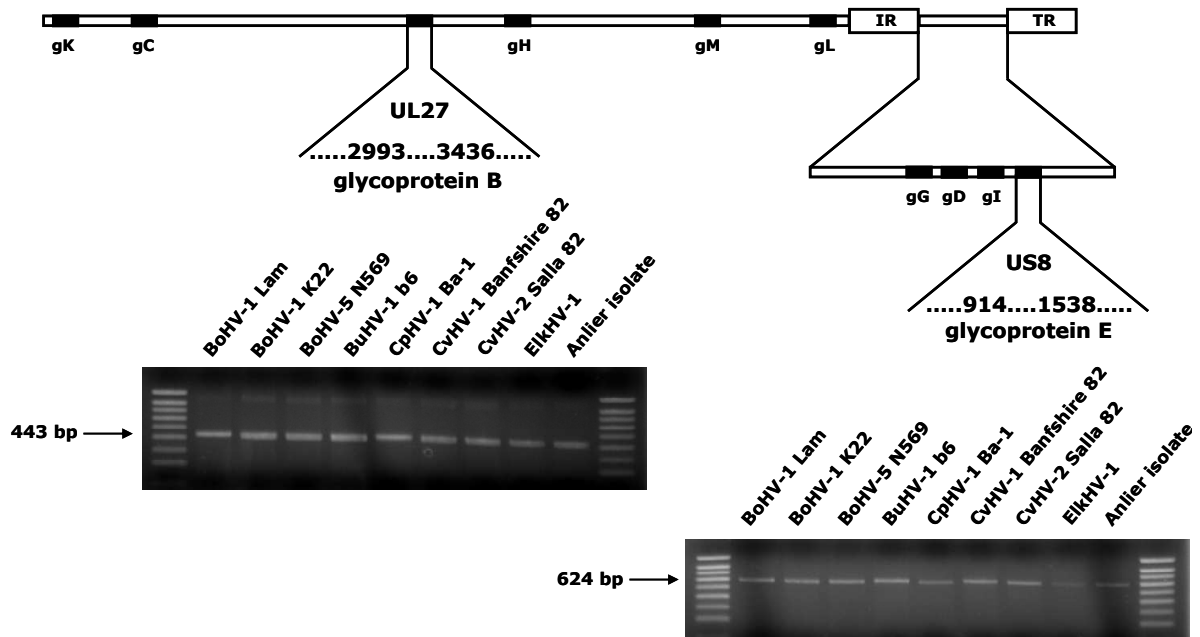 IR
TR
gK
gC
gH
gM
gL
UL27
.....2993....3436.....
glycoprotein B
gG
gD
gI
US8
.....914....1538.....
glycoprotein E
BoHV-1 Lam
BoHV-1 K22
BoHV-5 N569
BuHV-1 b6
CpHV-1 Ba-1
CvHV-1 Banfshire 82
CvHV-2 Salla 82
ElkHV-1
Anlier isolate
443 bp
BoHV-1 Lam
BoHV-1 K22
BoHV-5 N569
BuHV-1 b6
CpHV-1 Ba-1
CvHV-1 Banfshire 82
CvHV-2 Salla 82
ElkHV-1
Anlier isolate
624 bp